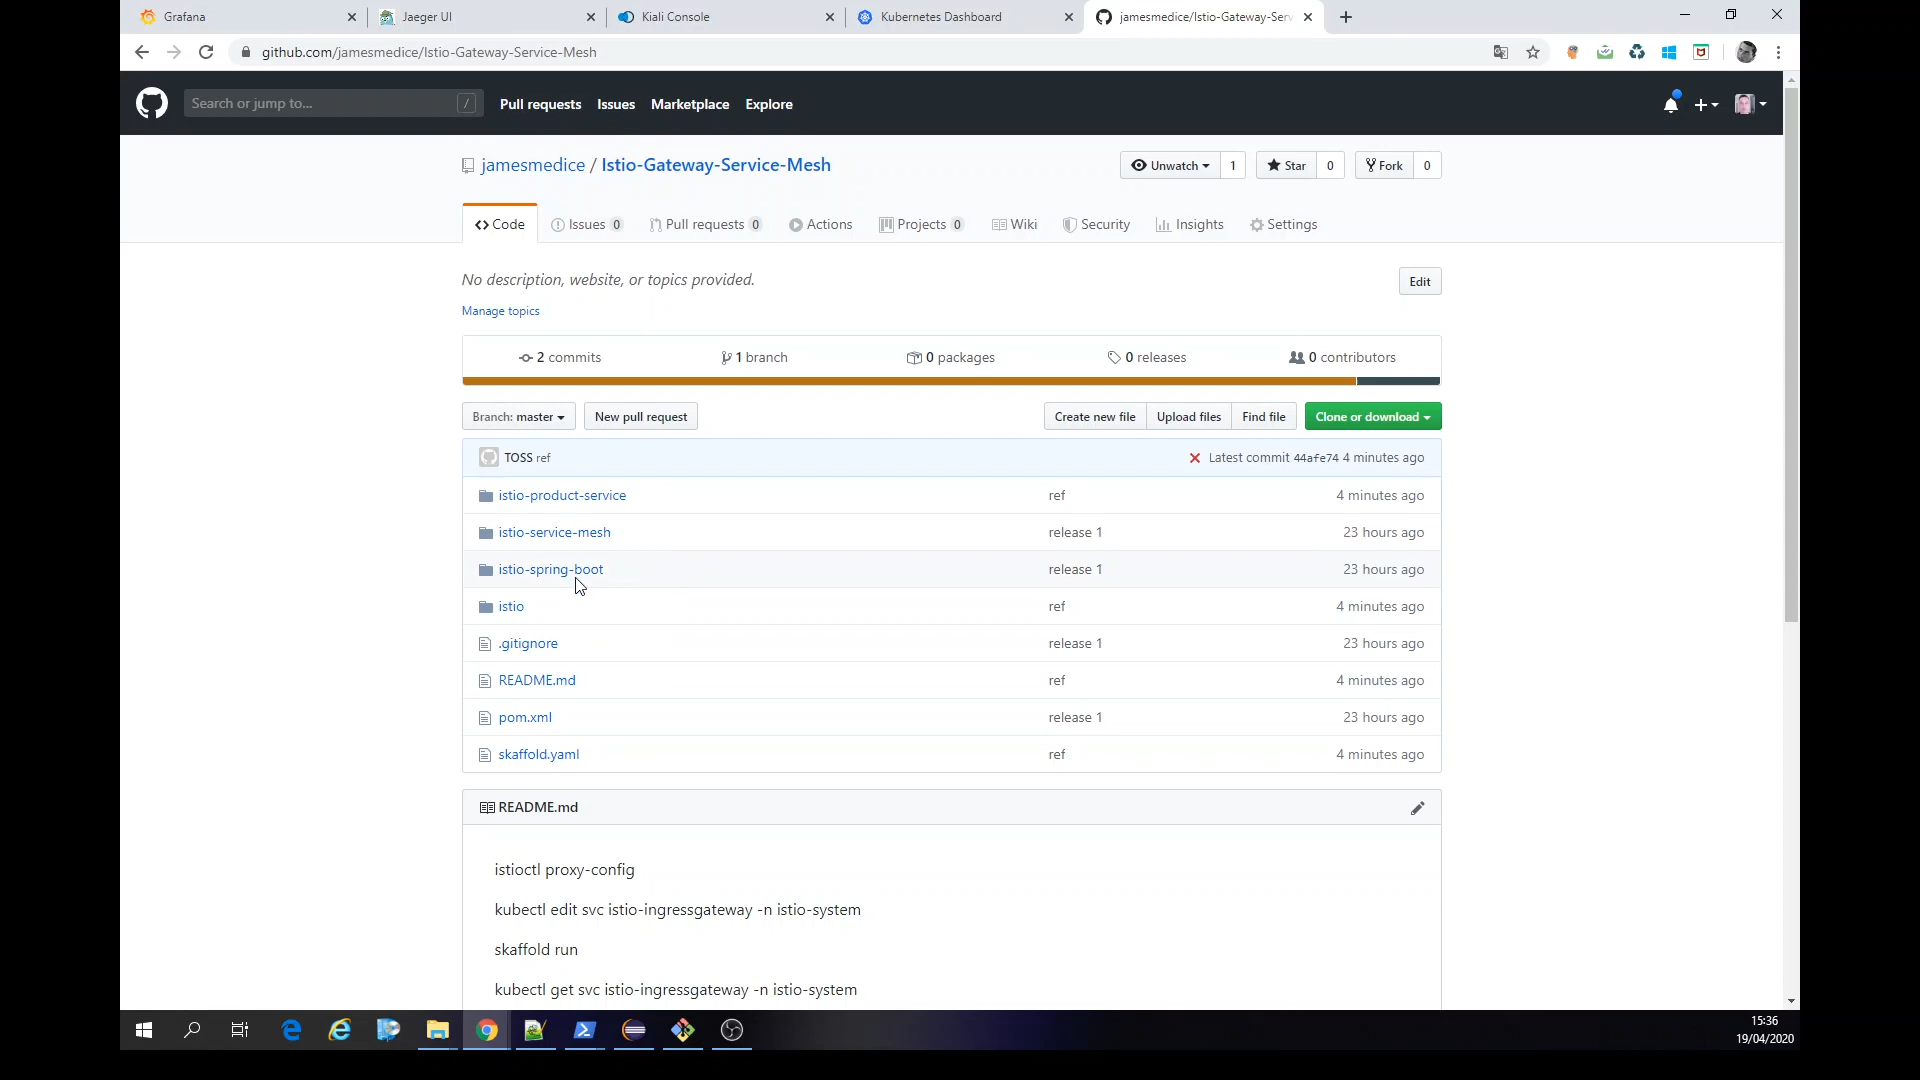 Grafana
Jaeger UI
Kiali Console
Kubernetes Dashboard
jamesmedice/Istio-Gateway-Serv
github.com/jamesmedice/Istio-Gateway-Service-Mesh
Search or jump to...
/
Pull requests
Issues
Marketplace
Explore
jamesmedice / Istio-Gateway-Service-Mesh
Unwatch 1
Star 0
Fork 0
Code
Issues 0
Pull requests 0
Actions
Projects 0
Wiki
Security
Insights
Settings
No description, website, or topics provided.
Edit
Manage topics
2 commits
1 branch
0 packages
0 releases
0 contributors
Branch: master
New pull request
Create new file
Upload files
Find file
Clone or download
TOSS ref
Latest commit 44afe74 4 minutes ago
istio-product-service ref 4 minutes ago
istio-service-mesh release 1 23 hours ago
istio-spring-boot release 1 23 hours ago
istio ref 4 minutes ago
.gitignore release 1 23 hours ago
README.md ref 4 minutes ago
pom.xml release 1 23 hours ago
skaffold.yaml ref 4 minutes ago
README.md
istioctl proxy-config
kubectl edit svc istio-ingressgateway -n istio-system
skaffold run
kubectl get svc istio-ingressgateway -n istio-system
15:36
19/04/2020